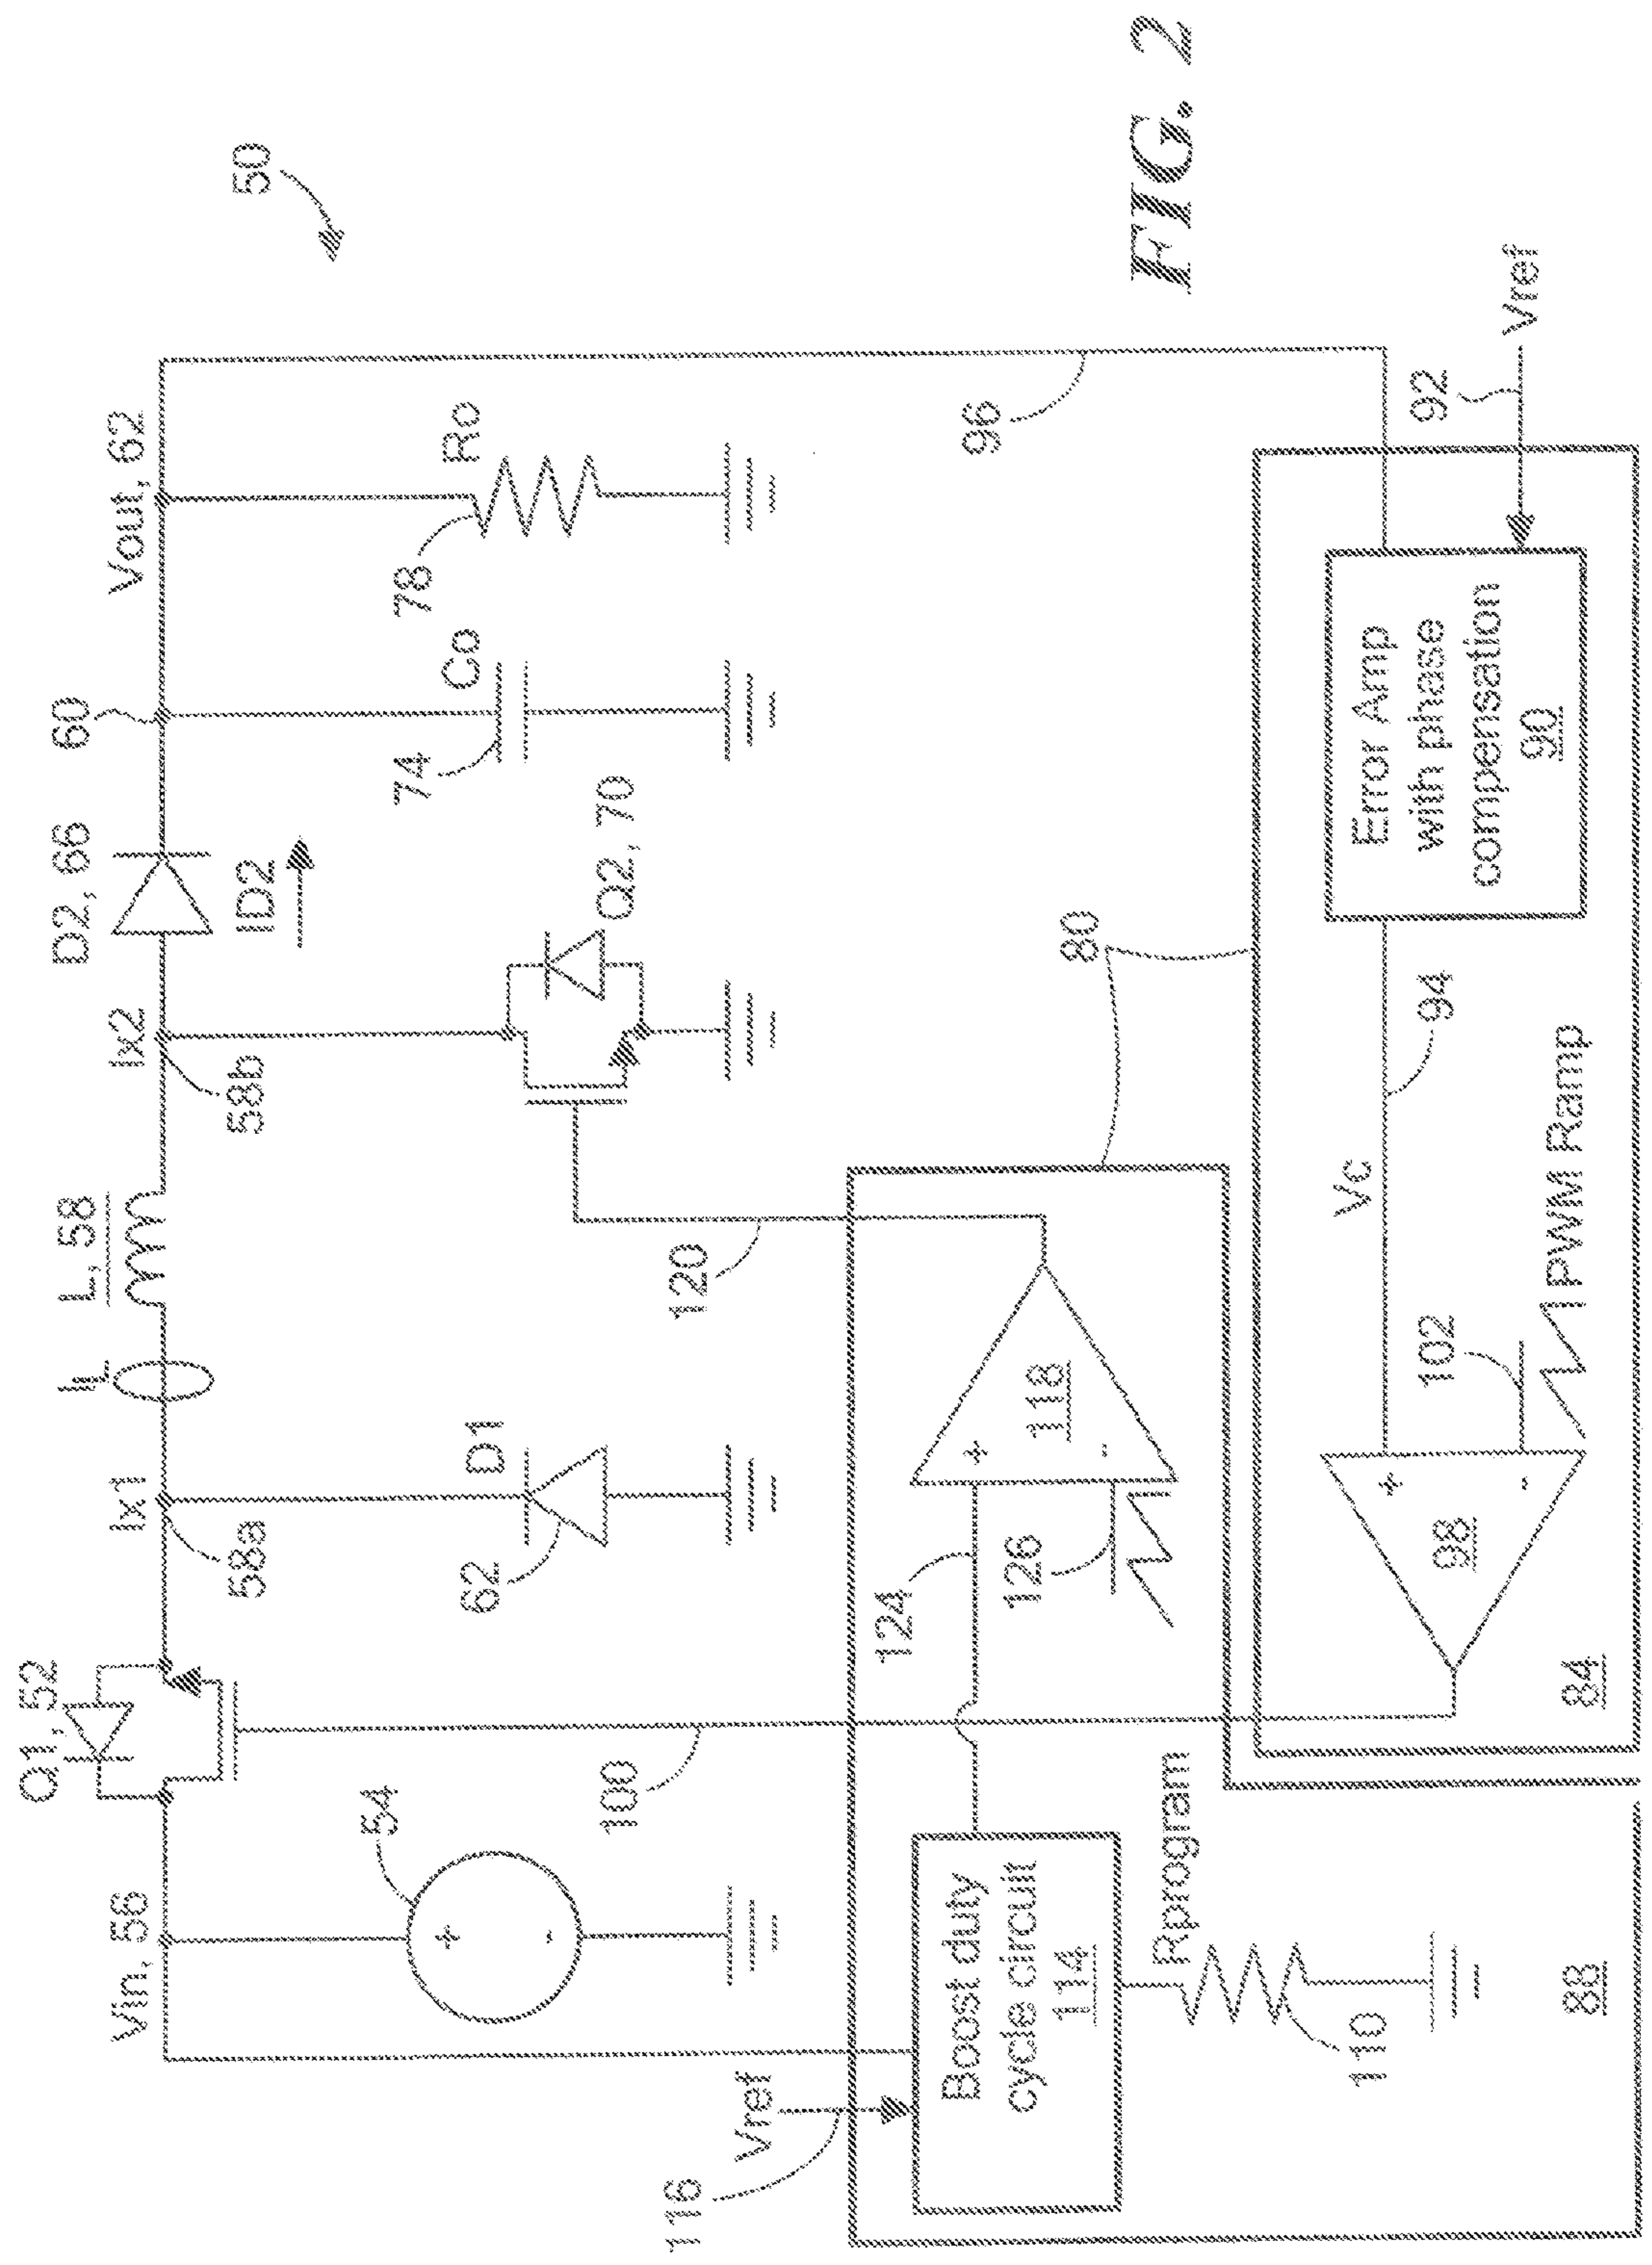 50
FIG. 2
Q1, 52
Vin, 56
54
Ix1
58a
IL
L, 58
Ix2
58b
D2, 66
ID2
60
Vout, 62
D1
62
Q2, 70
Co
74
Ro
78
96
100
120
80
Vref
116
Boost duty
cycle circuit
114
Rprogram
110
88
124
126
+
-
118
+
-
98
84
102
PWM Ramp
Vc
94
Error Amp
with phase
compensation
90
92
Vref
+
-